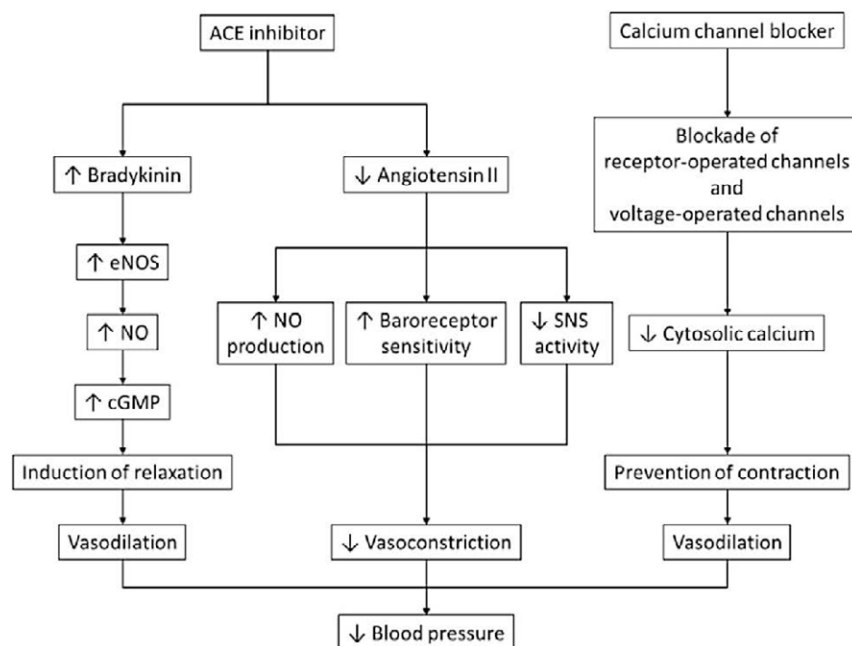 ACE inhibitor
Calcium channel blocker
Blockade of
receptor-operated channels
and
voltage-operated channels
↑ Bradykinin
↓ Angiotensin II
↑ eNOS
↑ NO
↑ NO
production
↑ Baroreceptor
sensitivity
↓ SNS
activity
↓ Cytosolic calcium
↑ cGMP
Induction of relaxation
Prevention of contraction
Vasodilation
↓ Vasoconstriction
Vasodilation
↓ Blood pressure